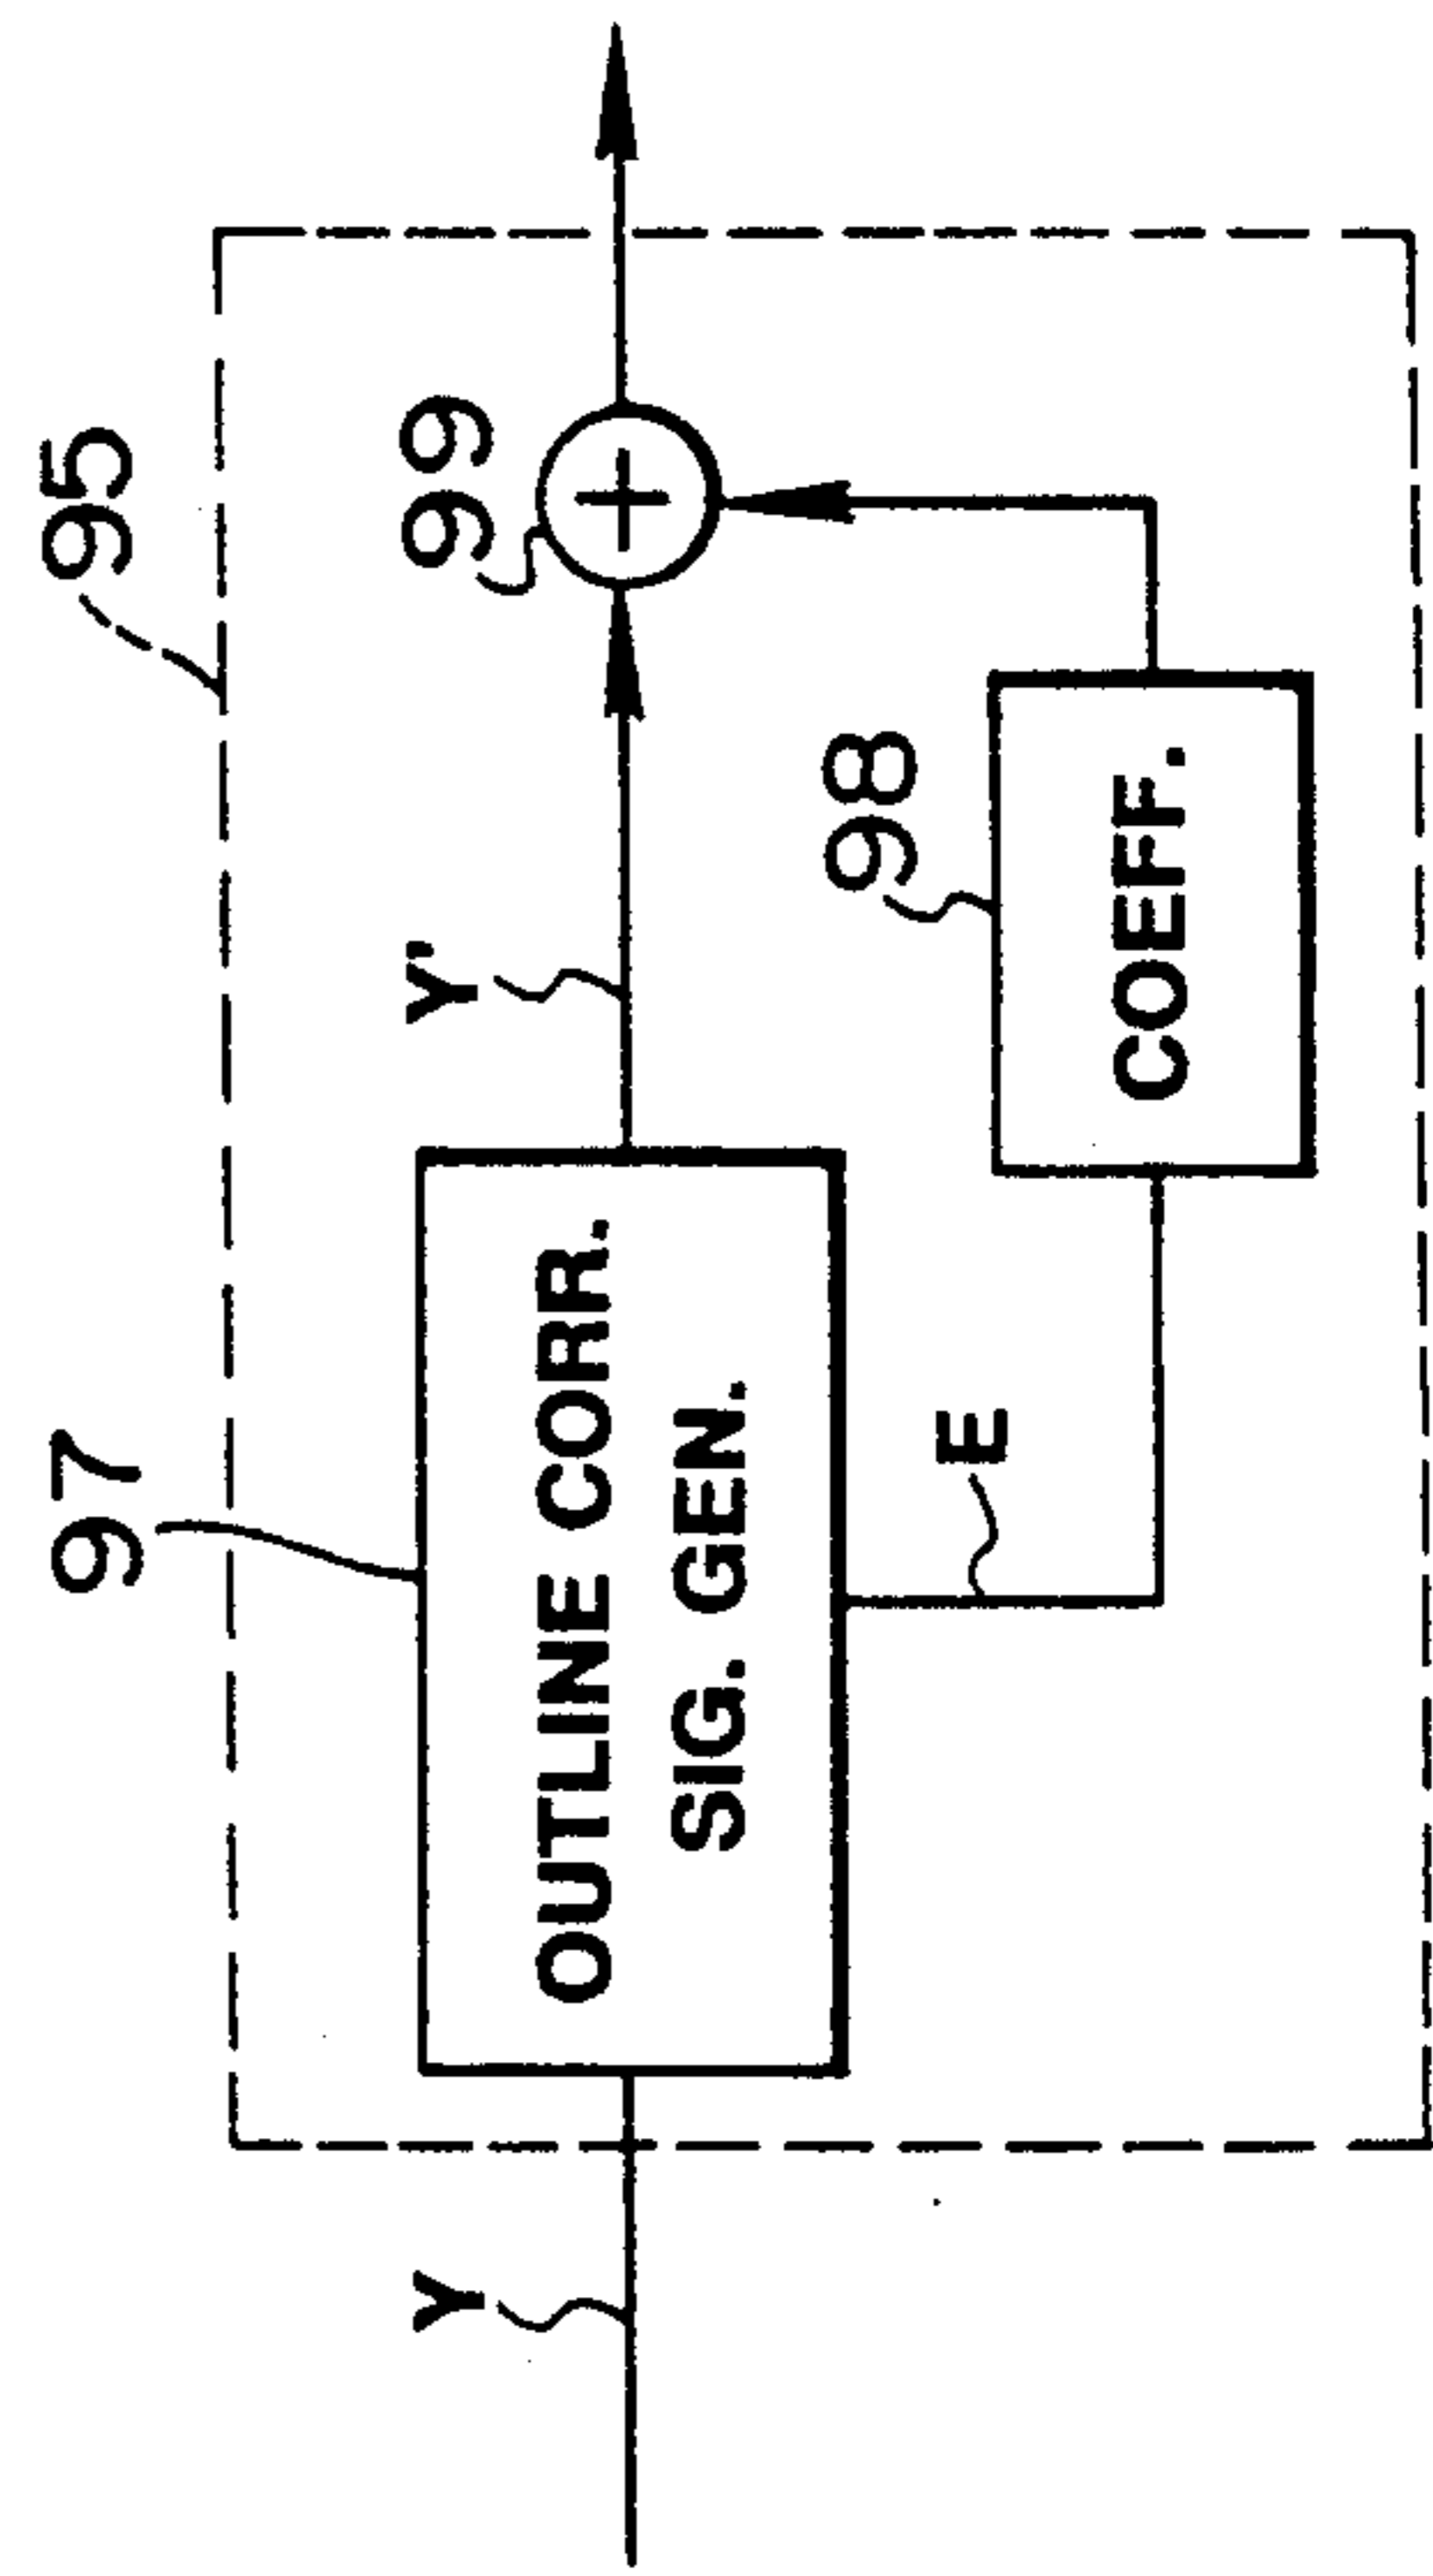 95
97
99
Y
Y'
OUTLINE CORR.
SIG. GEN.
+
98
E
COEFF.